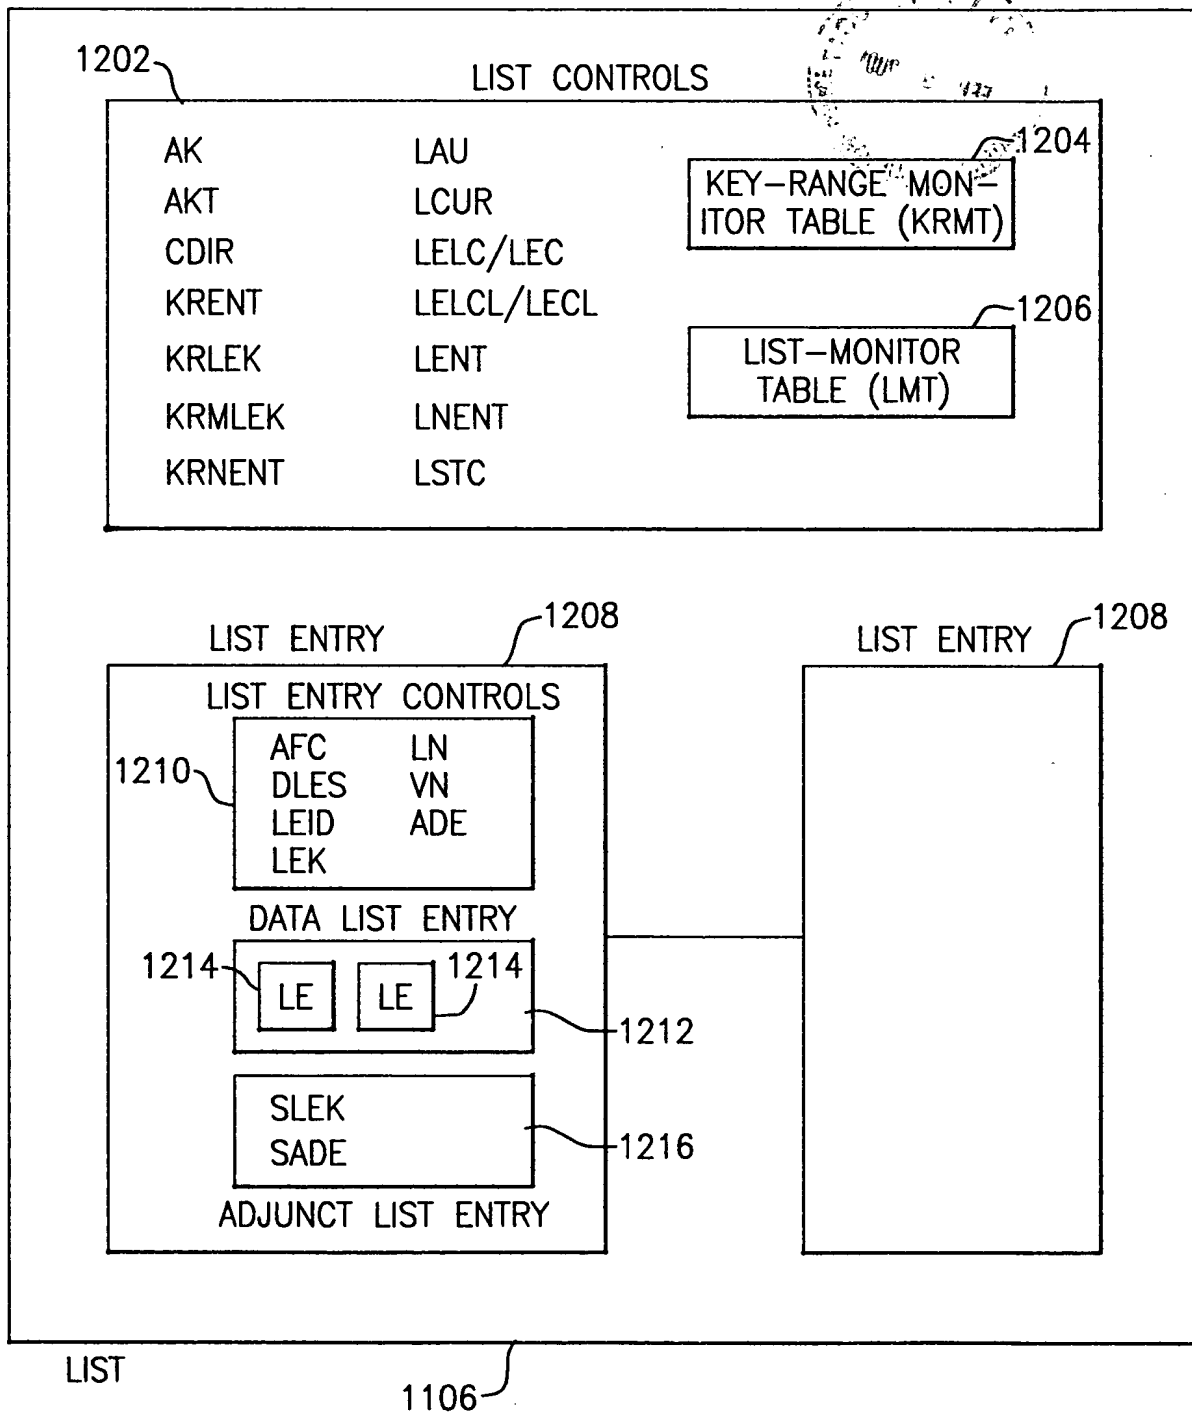 1202
LIST CONTROLS
AK LAU
AKT LCUR
CDIR LELC/LEC
KRENT LELCL/LECL
KRLEK LENT
KRMLEK LNENT
KRNENT LSTC
1204
KEY-RANGE MON-
ITOR TABLE (KRMT)
1206
LIST-MONITOR
TABLE (LMT)
LIST ENTRY
1208
LIST ENTRY CONTROLS
1210
AFC LN
DLES VN
LEID ADE
LEK
DATA LIST ENTRY
1214
LE LE
1214
1212
SLEK
SADE
1216
ADJUNCT LIST ENTRY
LIST ENTRY
1208
LIST
1106